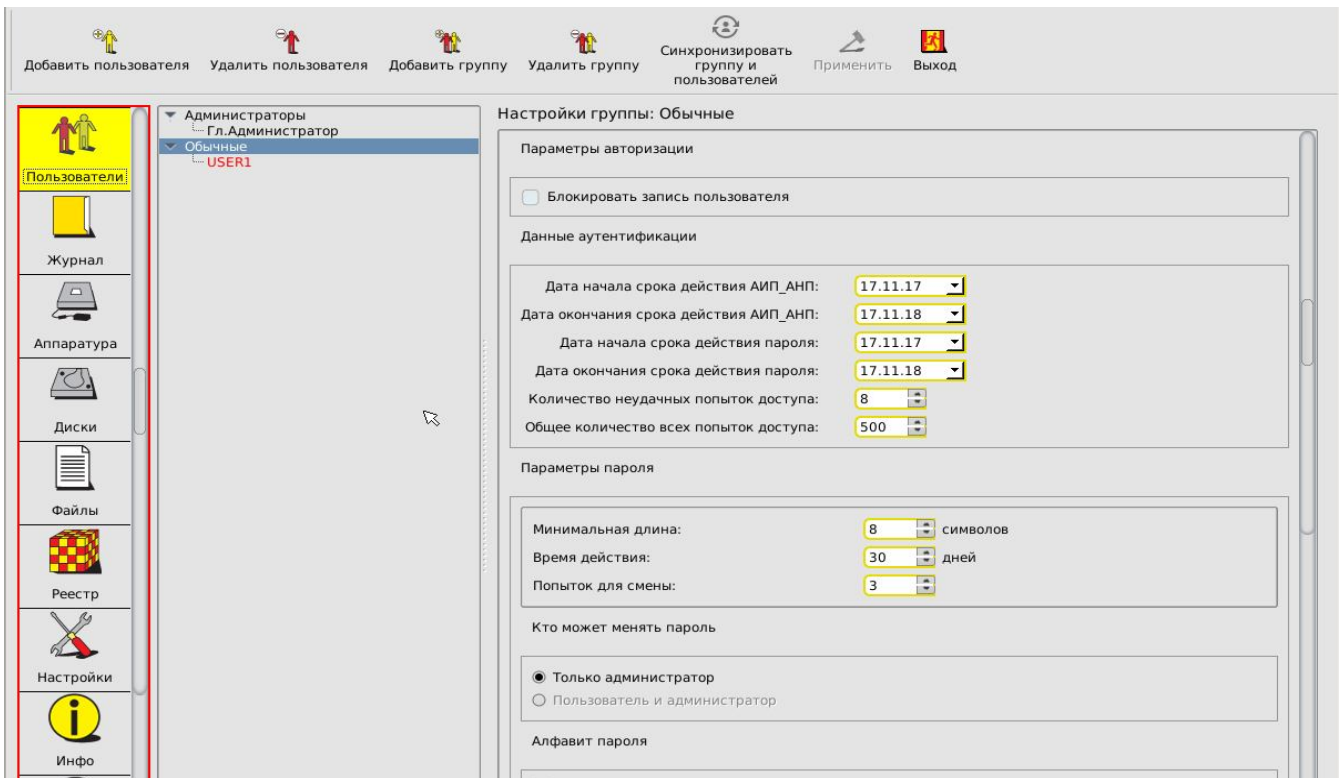 Добавить пользователя
Удалить пользователя
Добавить группу
Удалить группу
Синхронизировать
группу и
пользователей
Применить
Выход
Пользователи
Журнал
Аппаратура
Диски
Файлы
Реестр
Настройки
Инфо
Администраторы
Гл.Администратор
Обычные
USER1
Настройки группы: Обычные
Параметры авторизации
Блокировать запись пользователя
Данные аутентификации
Дата начала срока действия АИП_АНП: 17.11.17
Дата окончания срока действия АИП_АНП: 17.11.18
Дата начала срока действия пароля: 17.11.17
Дата окончания срока действия пароля: 17.11.18
Количество неудачных попыток доступа: 8
Общее количество всех попыток доступа: 500
Параметры пароля
Минимальная длина: 8 символов
Время действия: 30 дней
Попыток для смены: 3
Кто может менять пароль
Только администратор
Пользователь и администратор
Алфавит пароля